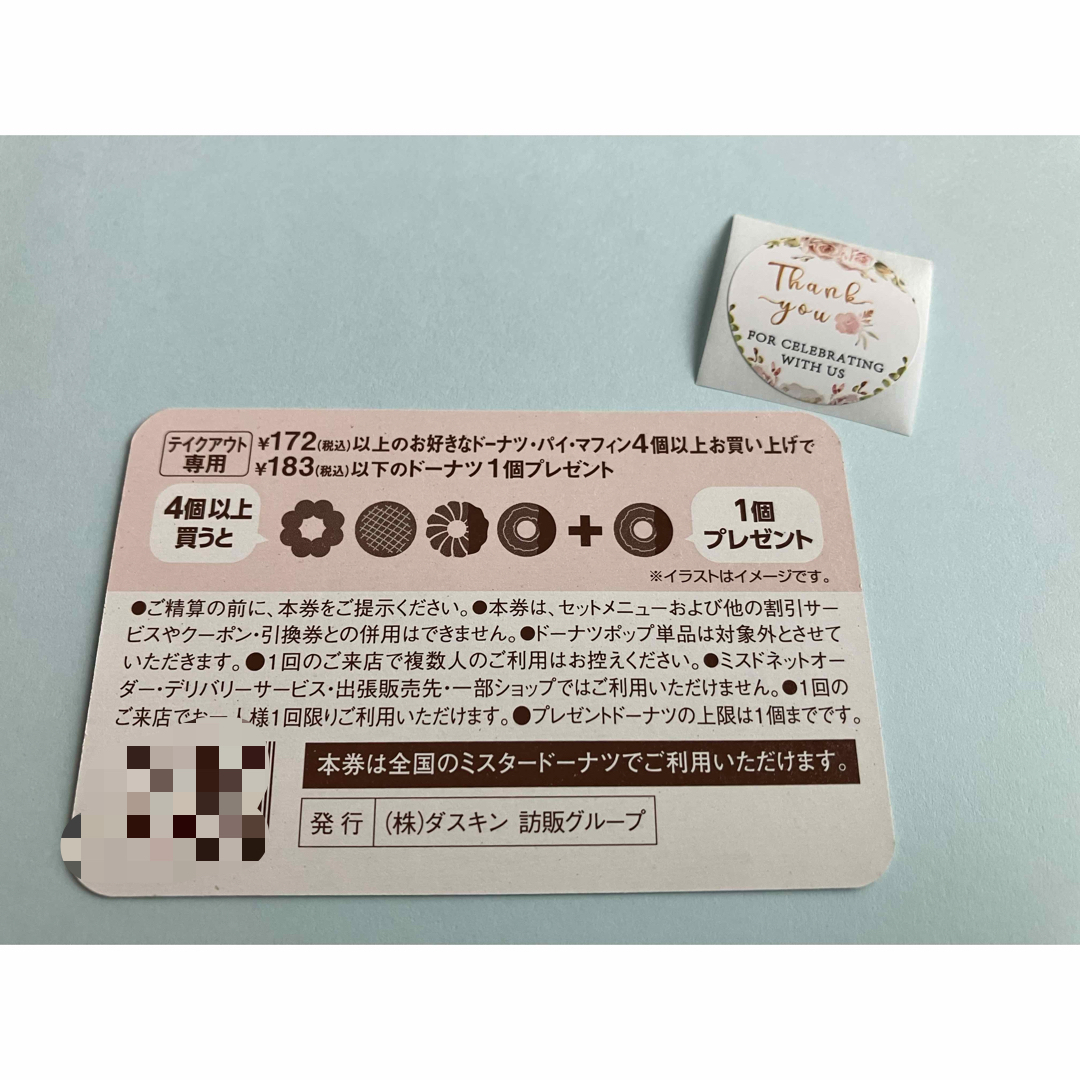 Thank
you
FOR CELEBRATING
WITH US
テイクアウト
専用
¥172(税込)以上のお好きなドーナツ・パイ・マフィン4個以上お買い上げで
¥183(税込)以下のドーナツ1個プレゼント
4個以上
買うと
+
1個
プレゼント
※イラストはイメージです。
●ご精算の前に、本券をご提示ください。●本券は、セットメニューおよび他の割引サー
ビスやクーポン・引換券との併用はできません。●ドーナツポップ単品は対象外とさせて
いただきます。●1回のご来店で複数人のご利用はお控えください。●ミスドネットオー
ダー・デリバリーサービス・出張販売先・一部ショップではご利用いただけません。●1回の
ご来店でお一人様1回限りご利用いただけます。●プレゼントドーナツの上限は1個までです。
本券は全国のミスタードーナツでご利用いただけます。
発行 (株)ダスキン 訪販グループ